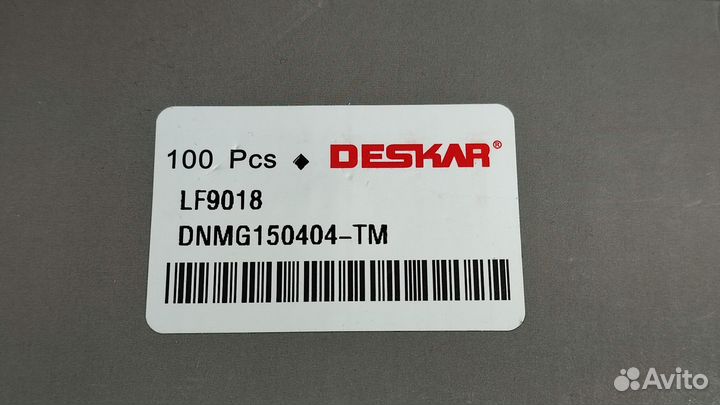 100 Pcs ◆ DESKAR®
LF9018
DNMG150404-TM
Avito